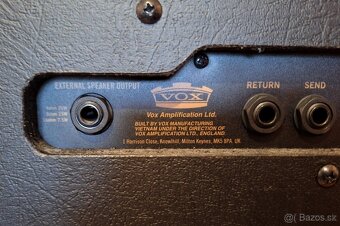 EXTERNAL SPEAKER OUTPUT
VOX
RETURN
SEND
Vox Amplification Ltd.
BUILT BY VOX MANUFACTURING
VIETNAM UNDER THE DIRECTION OF
VOX AMPLIFICATION LTD., ENGLAND.
1 Harrison Close, Knowlhill, Milton Keynes, MK5 8PA UK
© Bazos.sk